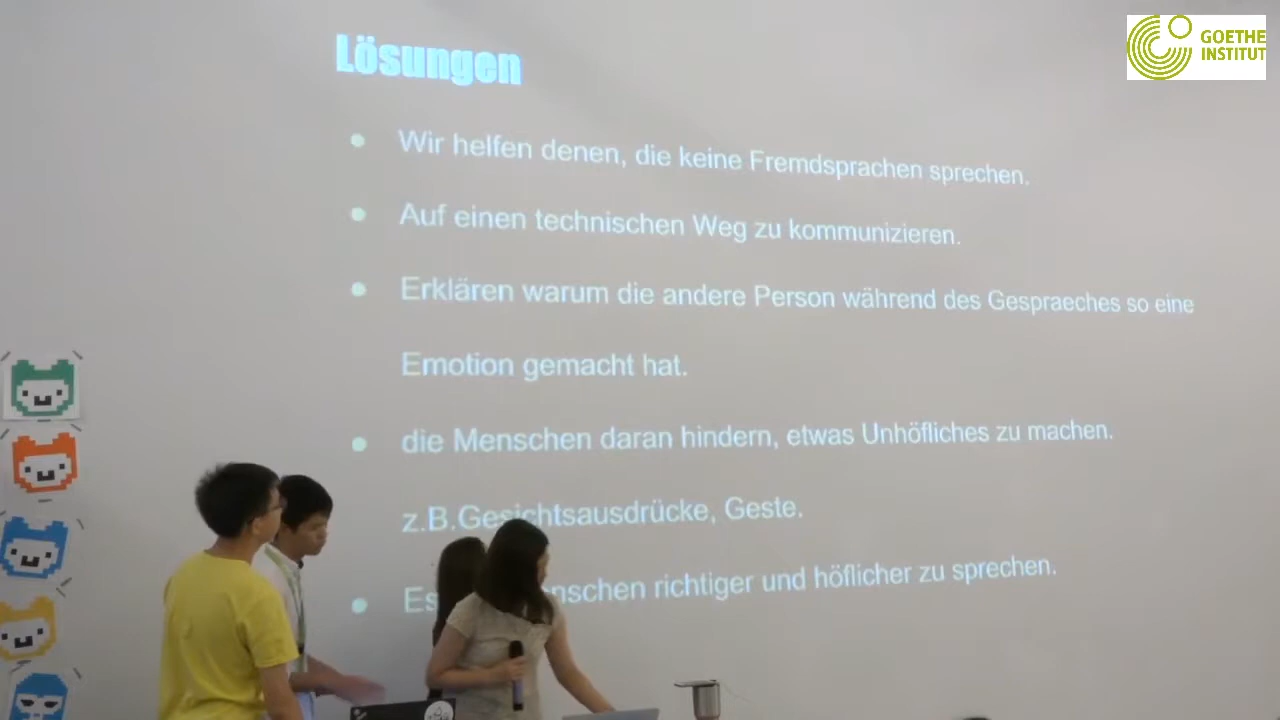 GOETHE
INSTITUT
Lösungen
● Wir helfen denen, die keine Fremdsprachen sprechen.
● Auf einen technischen Weg zu kommunizieren.
● Erklären warum die andere Person während des Gespraeches so eine
Emotion gemacht hat.
● die Menschen daran hindern, etwas Unhöfliches zu machen.
z.B.Gesichtsausdrücke, Geste.
● richtiger und höflicher zu sprechen.